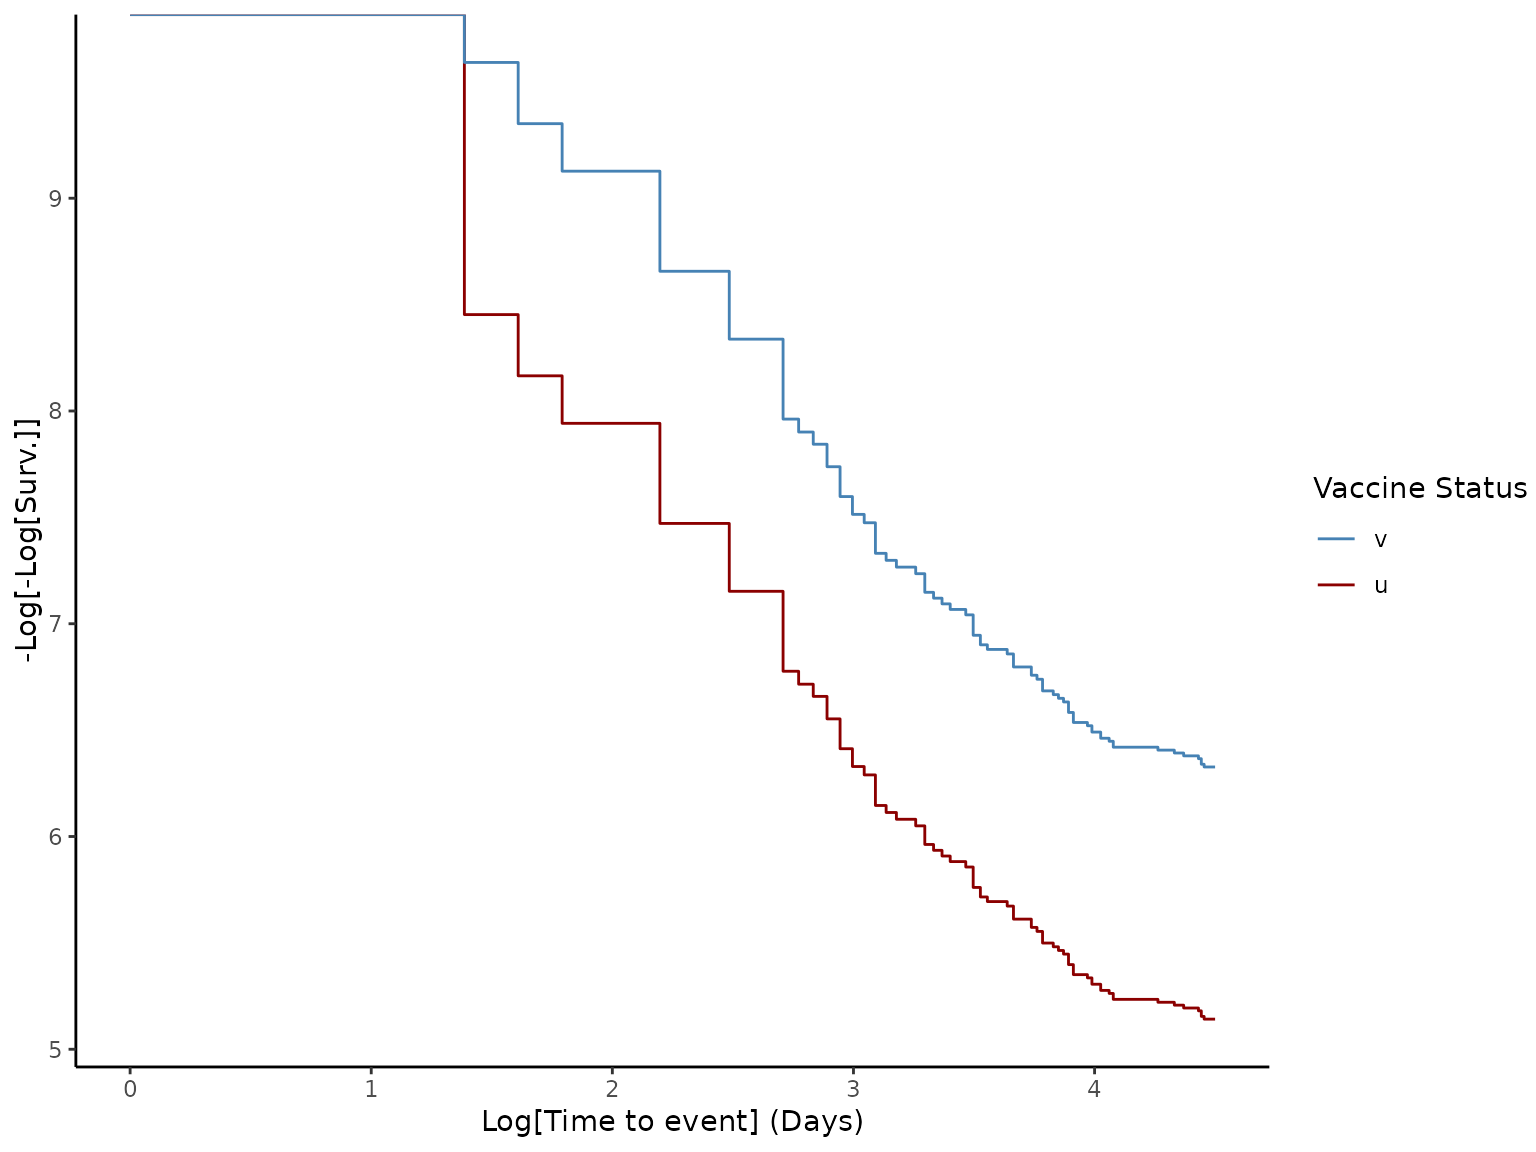 9
8
7
6
5
-Log[-Log[Surv.]]
0 1 2 3 4
Log[Time to event] (Days)
Vaccine Status
v
u